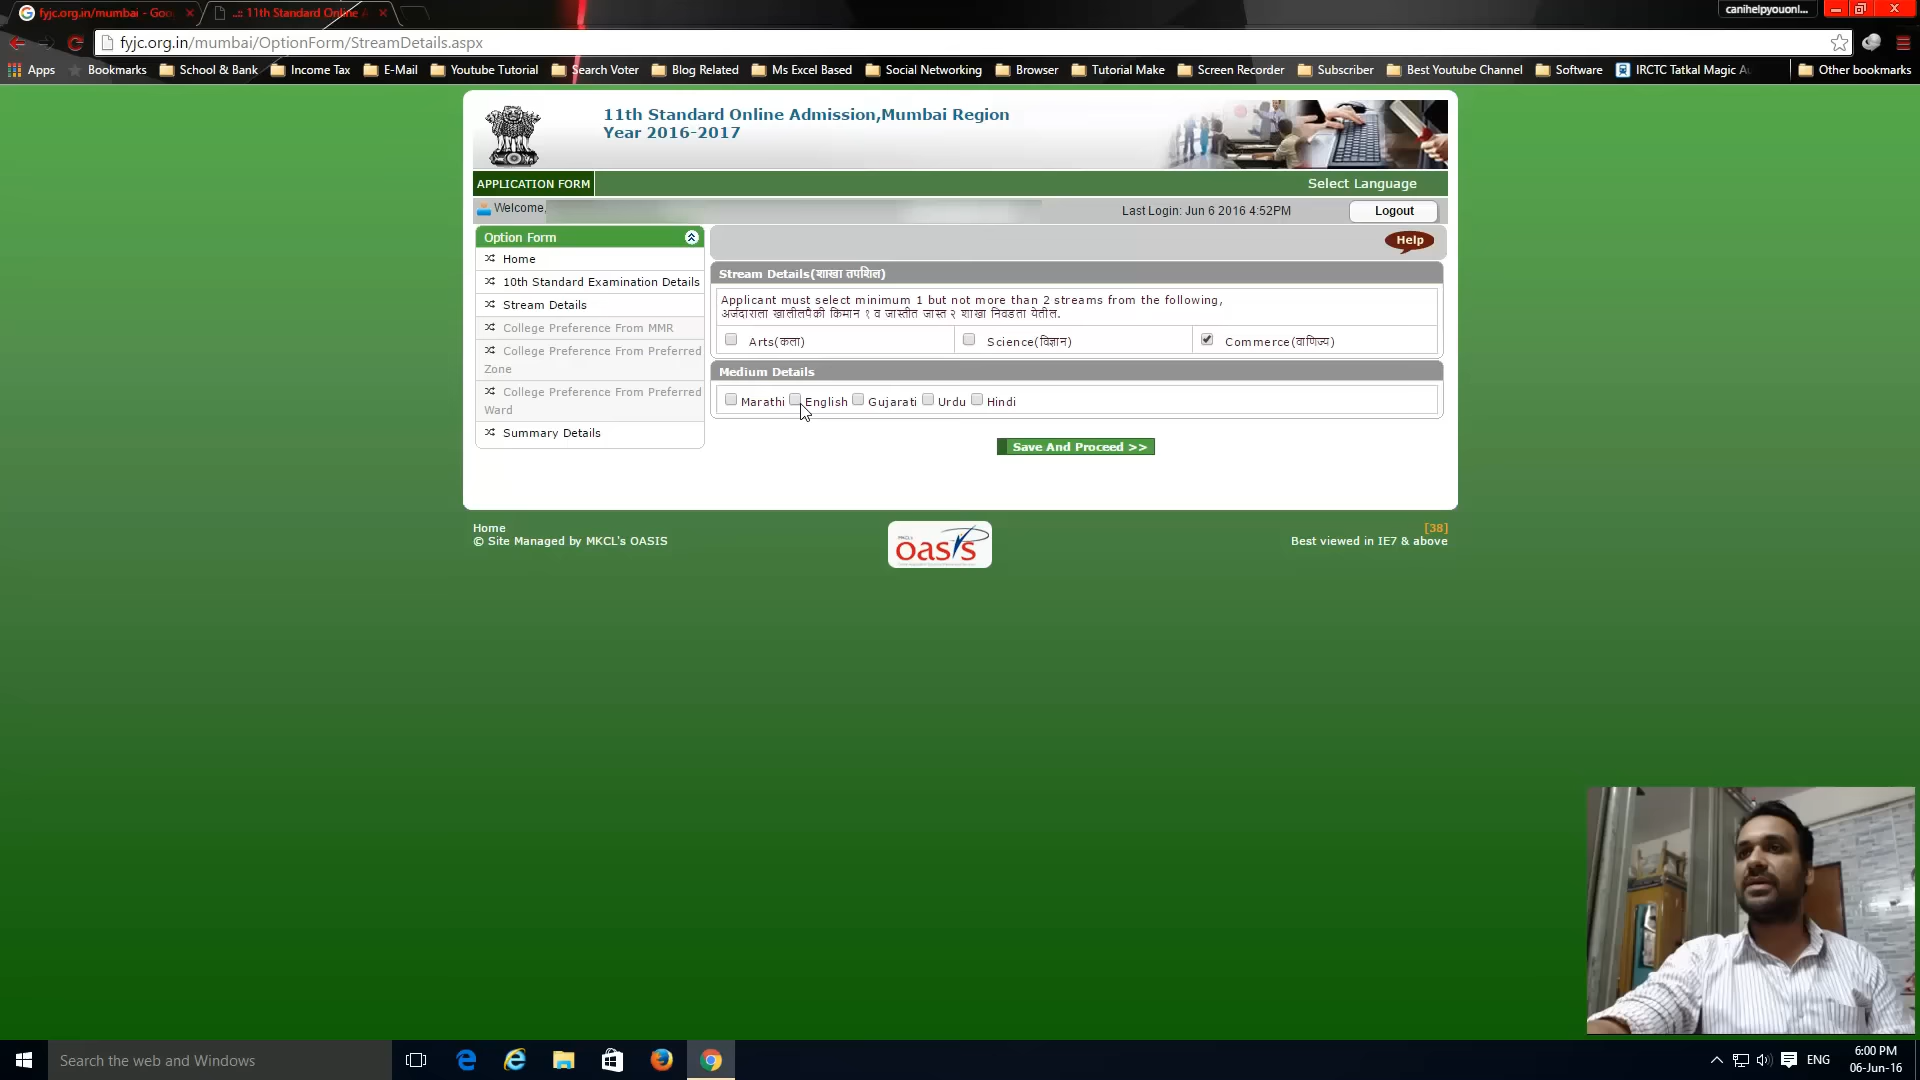 fyjc.org.in/mumbai - Goo
..:: 11th Standard Online A
canihelpyouonl...
fyjc.org.in/mumbai/OptionForm/StreamDetails.aspx
Apps
Bookmarks
School & Bank
Income Tax
E-Mail
Youtube Tutorial
Search Voter
Blog Related
Ms Excel Based
Social Networking
Browser
Tutorial Make
Screen Recorder
Subscriber
Best Youtube Channel
Software
IRCTC Tatkal Magic Au
Other bookmarks
11th Standard Online Admission,Mumbai Region
Year 2016-2017
APPLICATION FORM
Select Language
Welcome,
Last Login: Jun 6 2016 4:52PM
Logout
Option Form
Home
10th Standard Examination Details
Stream Details
College Preference From MMR
College Preference From Preferred
Zone
College Preference From Preferred
Ward
Summary Details
Help
Stream Details(शाखा तपशिल)
Applicant must select minimum 1 but not more than 2 streams from the following,
अर्जदाराला खालीलपैकी किमान १ व जास्तीत जास्त २ शाखा निवडता येतील.
Arts(कला)
Science(विज्ञान)
Commerce(वाणिज्य)
Medium Details
Marathi English Gujarati Urdu Hindi
Save And Proceed >>
Home
© Site Managed by MKCL's OASIS
MKCL's
oasis
[38]
Best viewed in IE7 & above
Search the web and Windows
ENG
6:00 PM
06-Jun-16